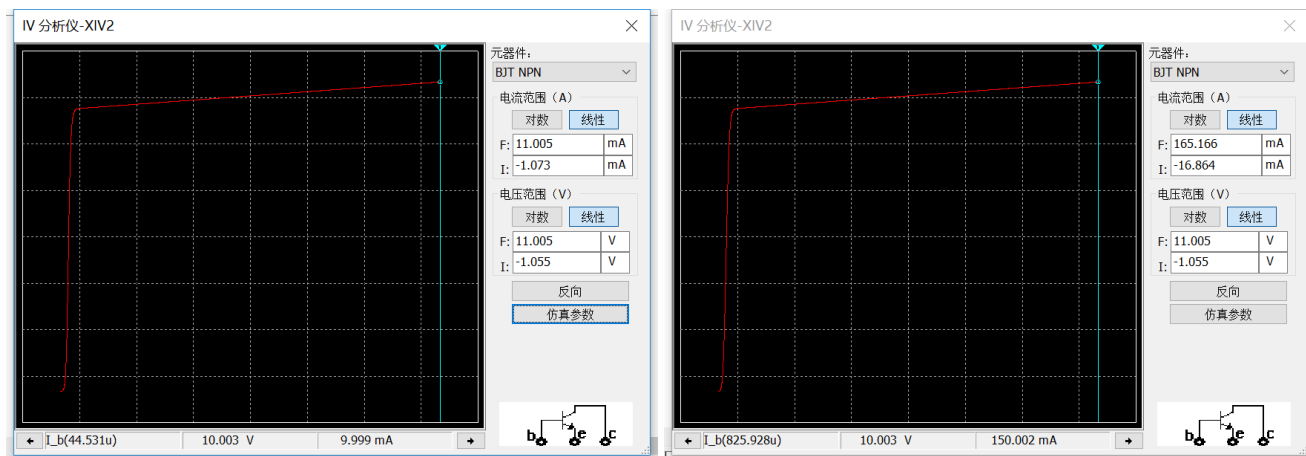 IV 分析仪-XIV2
元器件:
BJT NPN
电流范围（A）
对数 线性
F: 11.005 mA
I: -1.073 mA
电压范围（V）
对数 线性
F: 11.005 V
I: -1.055 V
反向
仿真参数
b e c
I_b(44.531u) 10.003 V 9.999 mA
IV 分析仪-XIV2
元器件:
BJT NPN
电流范围（A）
对数 线性
F: 165.166 mA
I: -16.864 mA
电压范围（V）
对数 线性
F: 11.005 V
I: -1.055 V
反向
仿真参数
b e c
I_b(825.928u) 10.003 V 150.002 mA